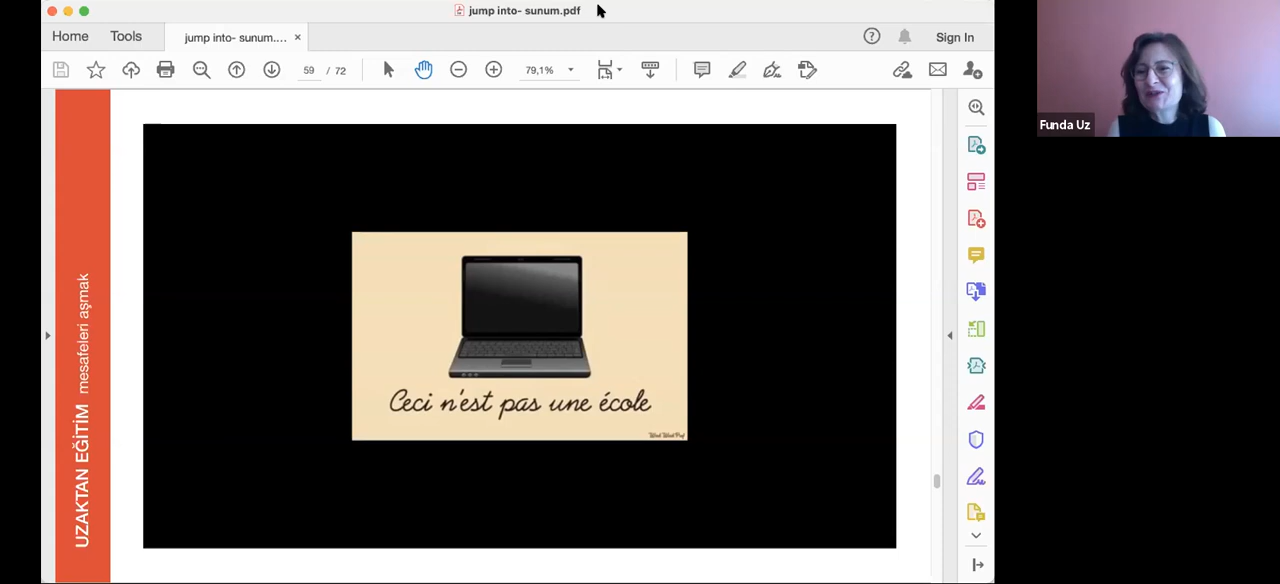 jump into- sunum.pdf
Home
Tools
jump into- sunum....
Sign In
59 / 72
79,1%
UZAKTAN EĞİTİM mesafeleri aşmak
Ceci n'est pas une école
Funda Uz